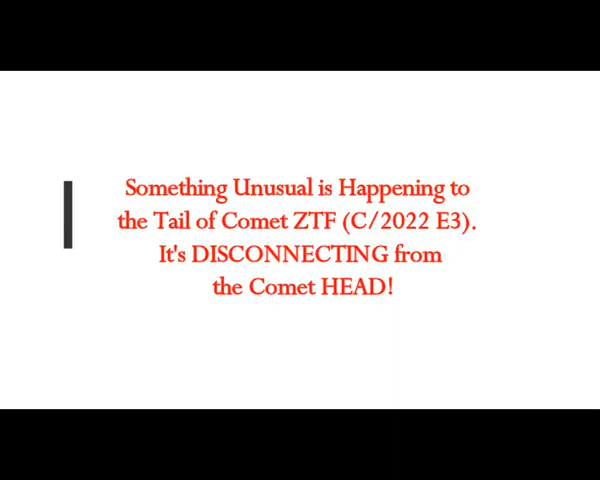 Something Unusual is Happening to
the Tail of Comet ZTF (C/2022 E3).
It's DISCONNECTING from
the Comet HEAD!